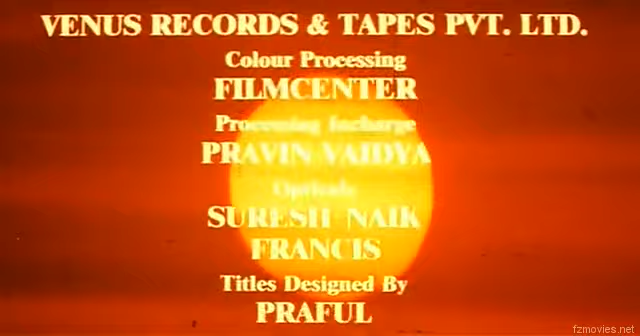 VENUS RECORDS & TAPES PVT. LTD.
Colour Processing
FILMCENTER
Processing Incharge
PRAVIN VAIDYA
Opticals
SURESH NAIK
FRANCIS
Titles Designed By
PRAFUL
fzmovies.net